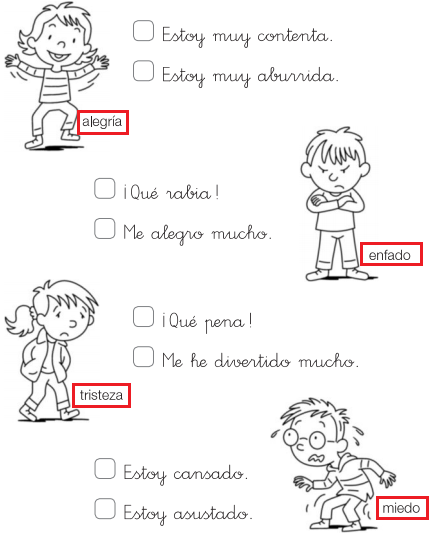 Estoy muy contenta.
Estoy muy aburrida.
alegría
¡Qué rabia!
Me alegro mucho.
enfado
¡Qué pena!
Me he divertido mucho.
tristeza
Estoy cansado.
Estoy asustado.
miedo